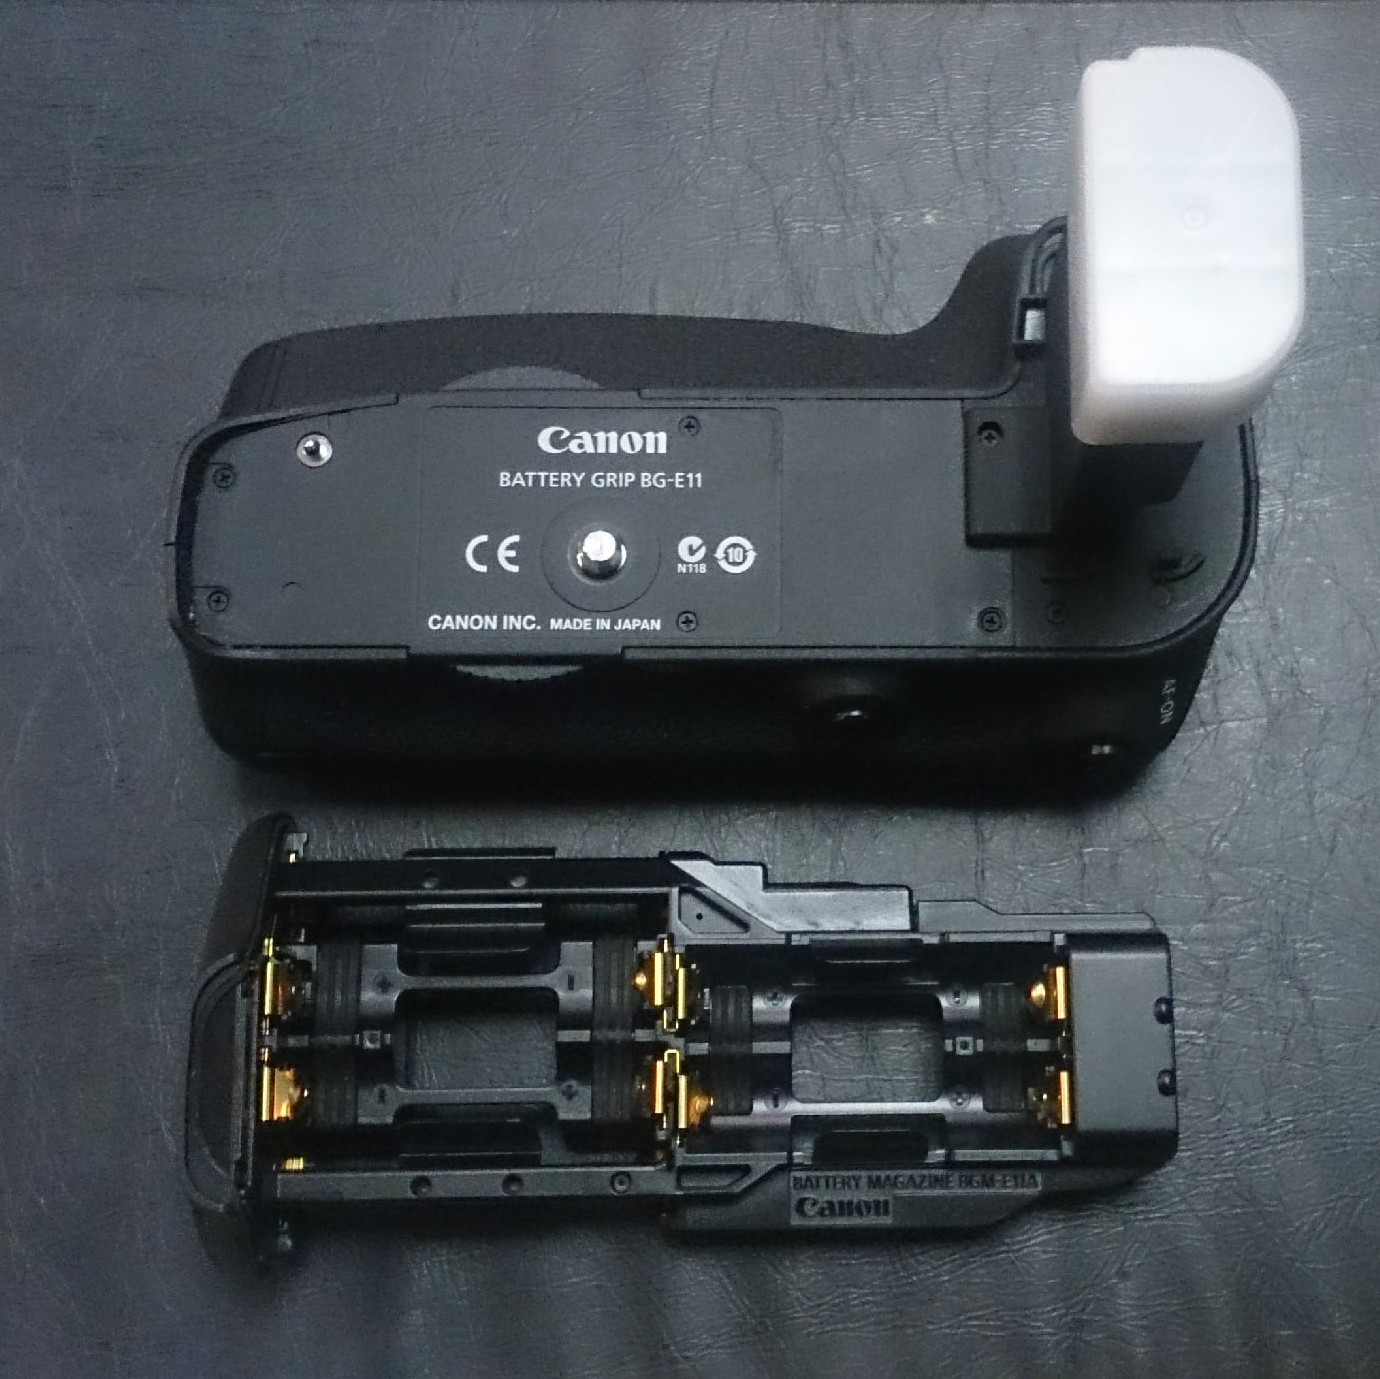 Canon
BATTERY GRIP BG-E11
CE
N118
10
CANON INC. MADE IN JAPAN
AF-ON
BATTERY MAGAZINE BGM-E11A
Canon